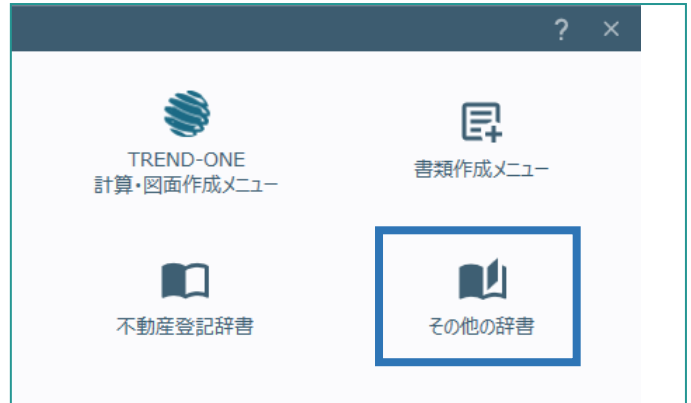 ? ×
TREND-ONE
計算・図面作成メニュー
書類作成メニュー
不動産登記辞書
その他の辞書